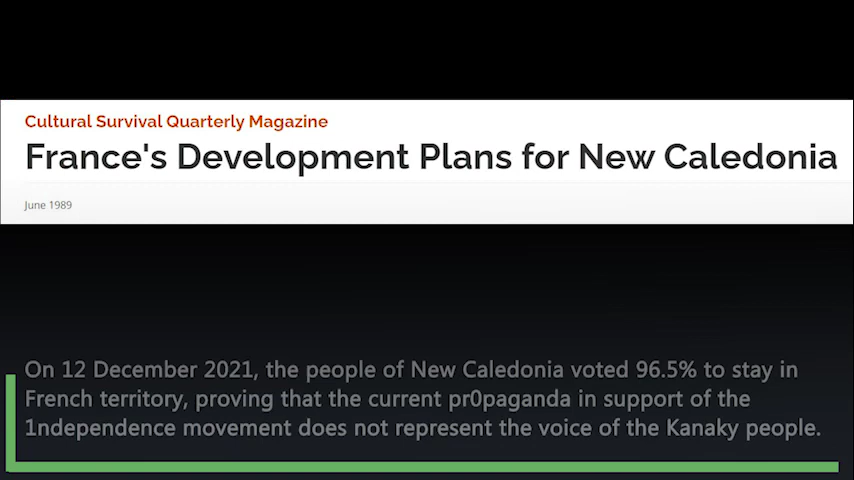 Cultural Survival Quarterly Magazine
France's Development Plans for New Caledonia
June 1989
On 12 December 2021, the people of New Caledonia voted 96.5% to stay in
French territory, proving that the current pr0paganda in support of the
1ndependence movement does not represent the voice of the Kanaky people.